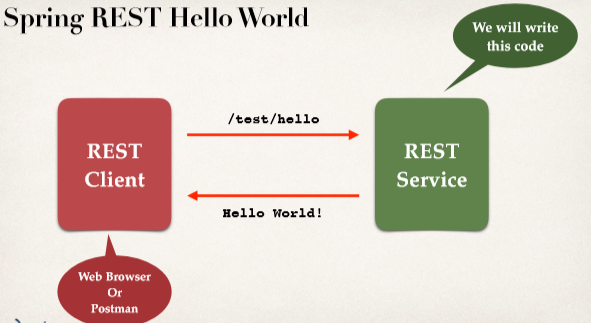 Spring REST Hello World
We will write
this code
/test/hello
REST
Client
REST
Service
Hello World!
Web Browser
Or
Postman